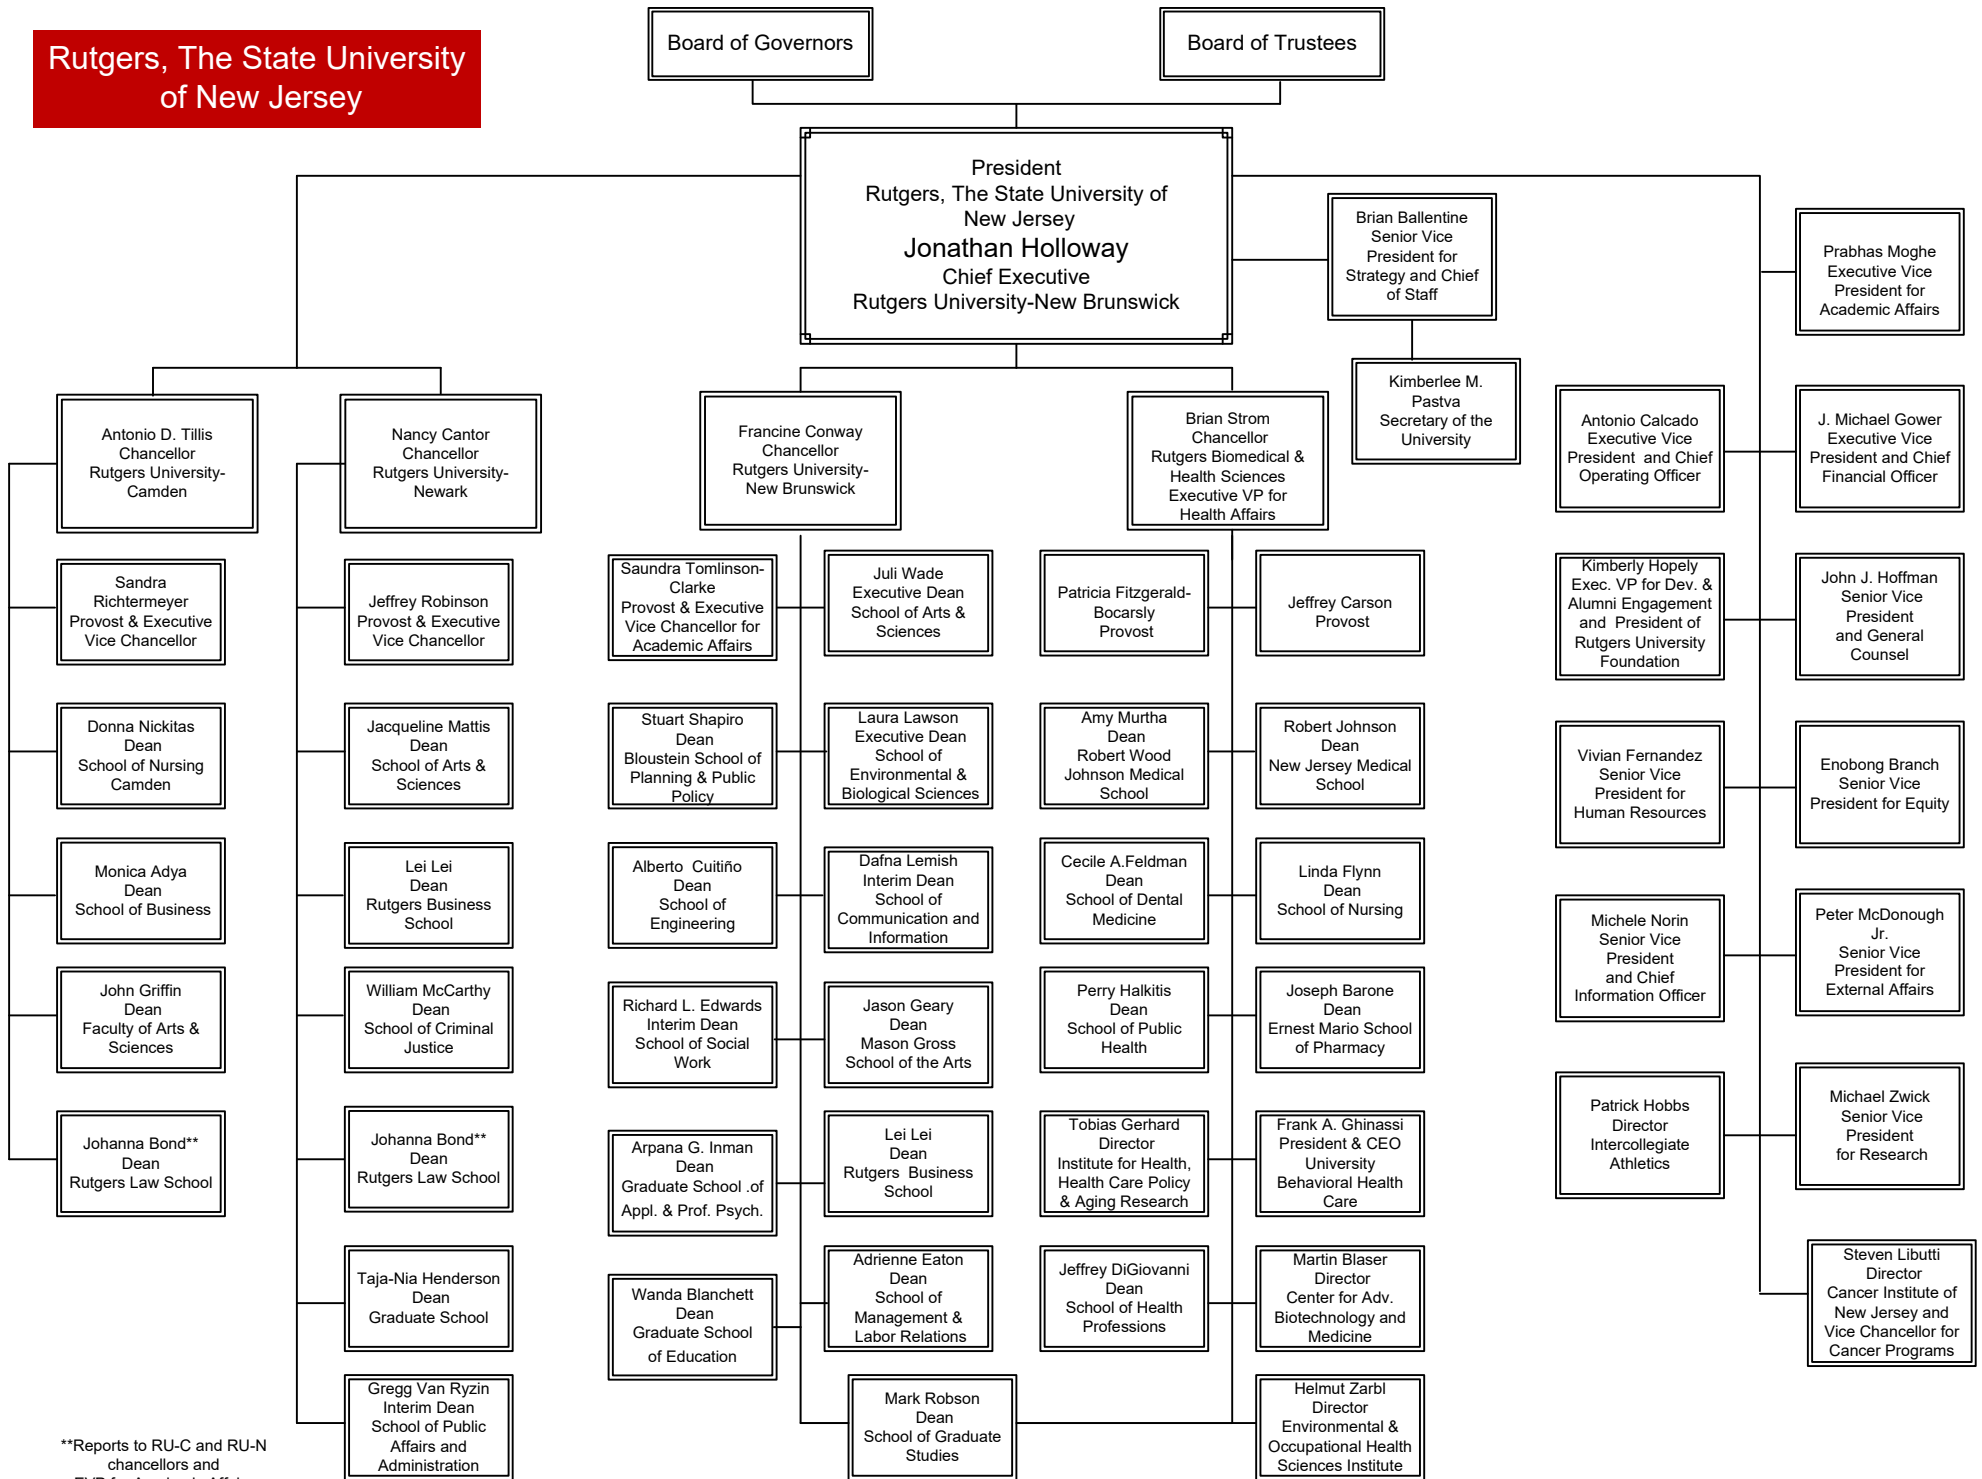 Rutgers, The State University
of New Jersey
Board of Governors
Board of Trustees
President
Rutgers, The State University of
New Jersey
Jonathan Holloway
Chief Executive
Rutgers University-New Brunswick
Brian Ballentine
Senior Vice
President for
Strategy and Chief
of Staff
Kimberlee M.
Pastva
Secretary of the
University
Prabhas Moghe
Executive Vice
President for
Academic Affairs
Antonio D. Tillis
Chancellor
Rutgers University-
Camden
Sandra
Richtermeyer
Provost & Executive
Vice Chancellor
Donna Nickitas
Dean
School of Nursing
Camden
Monica Adya
Dean
School of Business
John Griffin
Dean
Faculty of Arts &
Sciences
Johanna Bond**
Dean
Rutgers Law School
Nancy Cantor
Chancellor
Rutgers University-
Newark
Jeffrey Robinson
Provost & Executive
Vice Chancellor
Jacqueline Mattis
Dean
School of Arts &
Sciences
Lei Lei
Dean
Rutgers Business
School
William McCarthy
Dean
School of Criminal
Justice
Johanna Bond**
Dean
Rutgers Law School
Taja-Nia Henderson
Dean
Graduate School
Gregg Van Ryzin
Interim Dean
School of Public
Affairs and
Administration
Francine Conway
Chancellor
Rutgers University-
New Brunswick
Saundra Tomlinson-
Clarke
Provost & Executive
Vice Chancellor for
Academic Affairs
Juli Wade
Executive Dean
School of Arts &
Sciences
Stuart Shapiro
Dean
Bloustein School of
Planning & Public
Policy
Laura Lawson
Executive Dean
School of
Environmental &
Biological Sciences
Alberto  Cuitiño
Dean
School of
Engineering
Dafna Lemish
Interim Dean
School of
Communication and
Information
Richard L. Edwards
Interim Dean
School of Social
Work
Jason Geary
Dean
Mason Gross
School of the Arts
Arpana G. Inman
Dean
Graduate School .of
Appl. & Prof. Psych.
Lei Lei
Dean
Rutgers  Business
School
Wanda Blanchett
Dean
Graduate School
of Education
Adrienne Eaton
Dean
School of
Management &
Labor Relations
Mark Robson
Dean
School of Graduate
Studies
Brian Strom
Chancellor
Rutgers Biomedical &
Health Sciences
Executive VP for
Health Affairs
Patricia Fitzgerald-
Bocarsly
Provost
Jeffrey Carson
Provost
Amy Murtha
Dean
Robert Wood
Johnson Medical
School
Robert Johnson
Dean
New Jersey Medical
School
Cecile A.Feldman
Dean
School of Dental
Medicine
Linda Flynn
Dean
School of Nursing
Perry Halkitis
Dean
School of Public
Health
Joseph Barone
Dean
Ernest Mario School
of Pharmacy
Tobias Gerhard
Director
Institute for Health,
Health Care Policy
& Aging Research
Frank A. Ghinassi
President & CEO
University
Behavioral Health
Care
Jeffrey DiGiovanni
Dean
School of Health
Professions
Martin Blaser
Director
Center for Adv.
Biotechnology and
Medicine
Helmut Zarbl
Director
Environmental &
Occupational Health
Sciences Institute
Antonio Calcado
Executive Vice
President  and Chief
Operating Officer
J. Michael Gower
Executive Vice
President and Chief
Financial Officer
Kimberly Hopely
Exec. VP for Dev. &
Alumni Engagement
and  President of
Rutgers University
Foundation
John J. Hoffman
Senior Vice
President
and General
Counsel
Vivian Fernandez
Senior Vice
President for
Human Resources
Enobong Branch
Senior Vice
President for Equity
Michele Norin
Senior Vice
President
and Chief
Information Officer
Peter McDonough
Jr.
Senior Vice
President for
External Affairs
Patrick Hobbs
Director
Intercollegiate
Athletics
Michael Zwick
Senior Vice
President
for Research
Steven Libutti
Director
Cancer Institute of
New Jersey and
Vice Chancellor for
Cancer Programs
**Reports to RU-C and RU-N
chancellors and